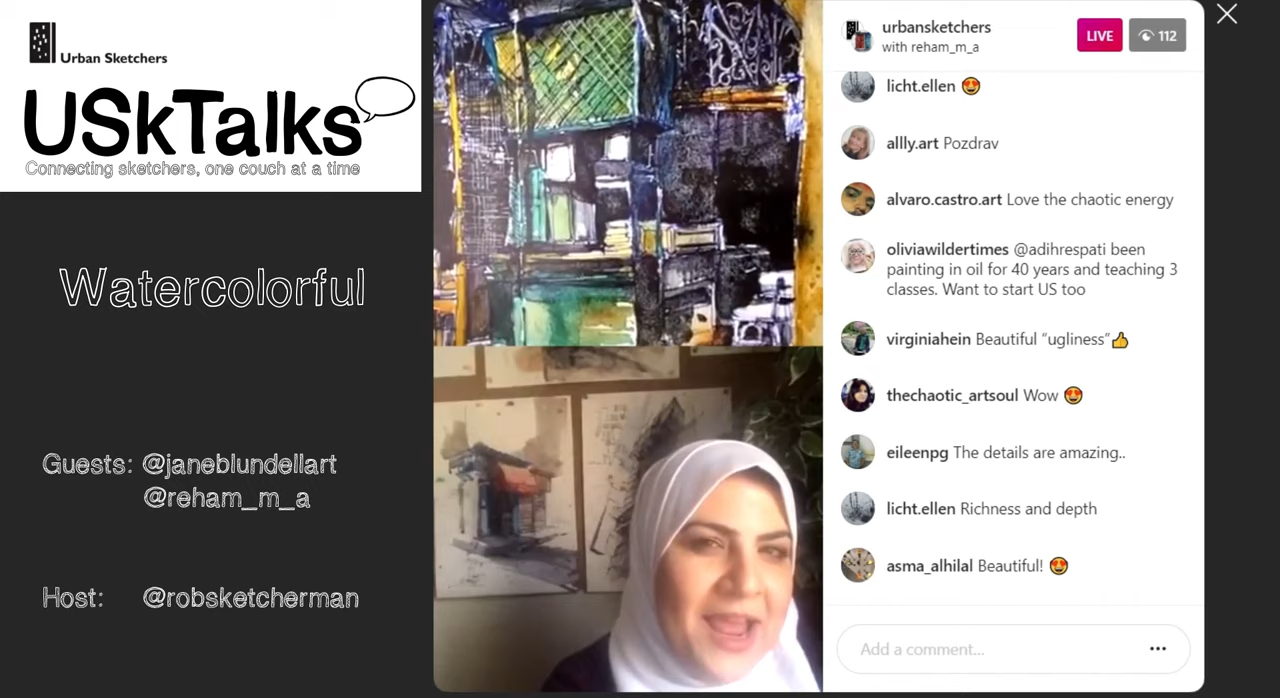 Urban Sketchers
USkTalks
Connecting sketchers, one couch at a time
Watercolorful
Guests: @janeblundellart
@reham_m_a
Host: @robsketcherman
urbansketchers
with reham_m_a
LIVE
112
licht.ellen 😍
allly.art Pozdrav
alvaro.castro.art Love the chaotic energy
oliviawildertimes @adihrespati been
painting in oil for 40 years and teaching 3
classes. Want to start US too
virginiahein Beautiful “ugliness”👍
thechaotic_artsoul Wow 😍
eileenpg The details are amazing..
licht.ellen Richness and depth
asma_alhilal Beautiful! 😍
Add a comment...